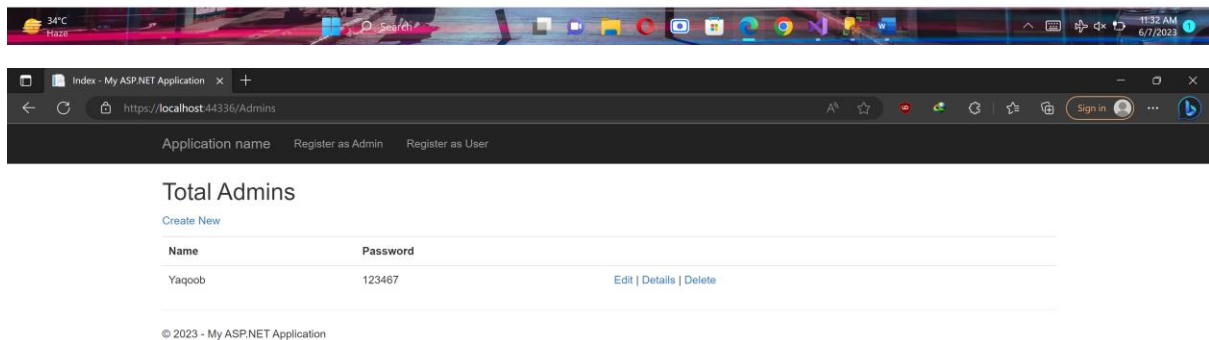 34°C
Haze
Search
11:32 AM
6/7/2023
1
Index - My ASP.NET Application
https://localhost:44336/Admins
Sign in
Application name Register as Admin Register as User
Total Admins
Create New
Name Password
Yaqoob 123467 Edit | Details | Delete
© 2023 - My ASP.NET Application